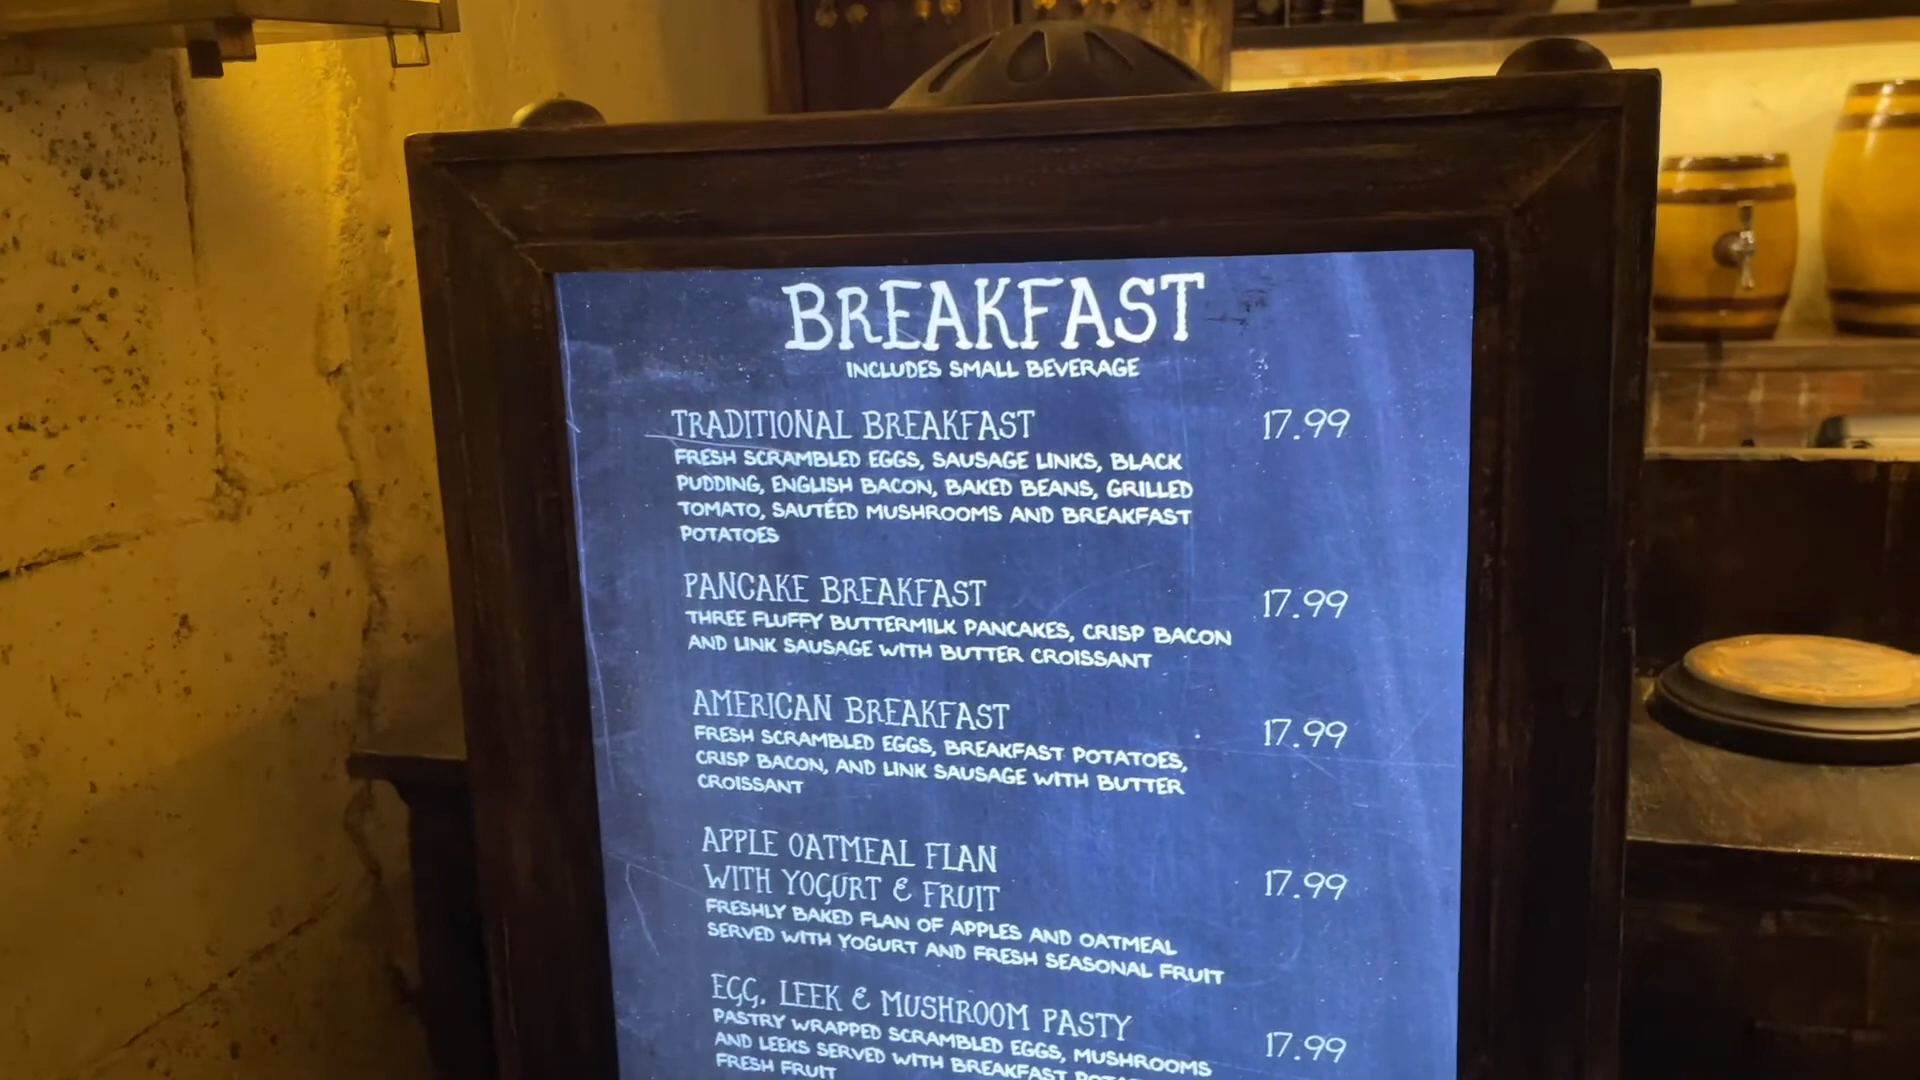 BREAKFAST
INCLUDES SMALL BEVERAGE
TRADITIONAL BREAKFAST 17.99
FRESH SCRAMBLED EGGS, SAUSAGE LINKS, BLACK
PUDDING, ENGLISH BACON, BAKED BEANS, GRILLED
TOMATO, SAUTÉED MUSHROOMS AND BREAKFAST
POTATOES
PANCAKE BREAKFAST 17.99
THREE FLUFFY BUTTERMILK PANCAKES, CRISP BACON
AND LINK SAUSAGE WITH BUTTER CROISSANT
AMERICAN BREAKFAST 17.99
FRESH SCRAMBLED EGGS, BREAKFAST POTATOES,
CRISP BACON, AND LINK SAUSAGE WITH BUTTER
CROISSANT
APPLE OATMEAL FLAN
WITH YOGURT & FRUIT 17.99
FRESHLY BAKED FLAN OF APPLES AND OATMEAL
SERVED WITH YOGURT AND FRESH SEASONAL FRUIT
EGG, LEEK & MUSHROOM PASTY 17.99
PASTRY WRAPPED SCRAMBLED EGGS, MUSHROOMS
AND LEEKS SERVED WITH BREAKFAST
FRESH FRUIT